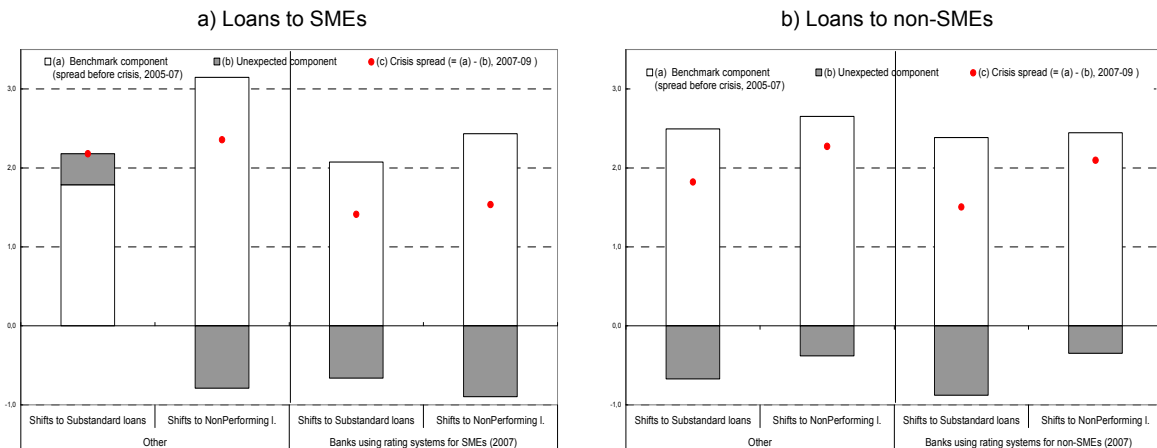 a) Loans to SMEs
(a) Benchmark component
(spread before crisis, 2005-07)
(b) Unexpected component
(c) Crisis spread (= (a) - (b), 2007-09 )
3,0
2,0
1,0
0,0
-1,0
Shifts to Substandard loans
Shifts to NonPerforming l.
Shifts to Substandard loans
Shifts to NonPerforming l.
Other
Banks using rating systems for SMEs (2007)
b) Loans to non-SMEs
(a) Benchmark component
(spread before crisis, 2005-07)
(b) Unexpected component
(c) Crisis spread (= (a) - (b), 2007-09 )
3,0
2,0
1,0
0,0
-1,0
Shifts to Substandard loans
Shifts to NonPerforming l.
Shifts to Substandard loans
Shifts to NonPerforming l.
Other
Banks using rating systems for non-SMEs (2007)